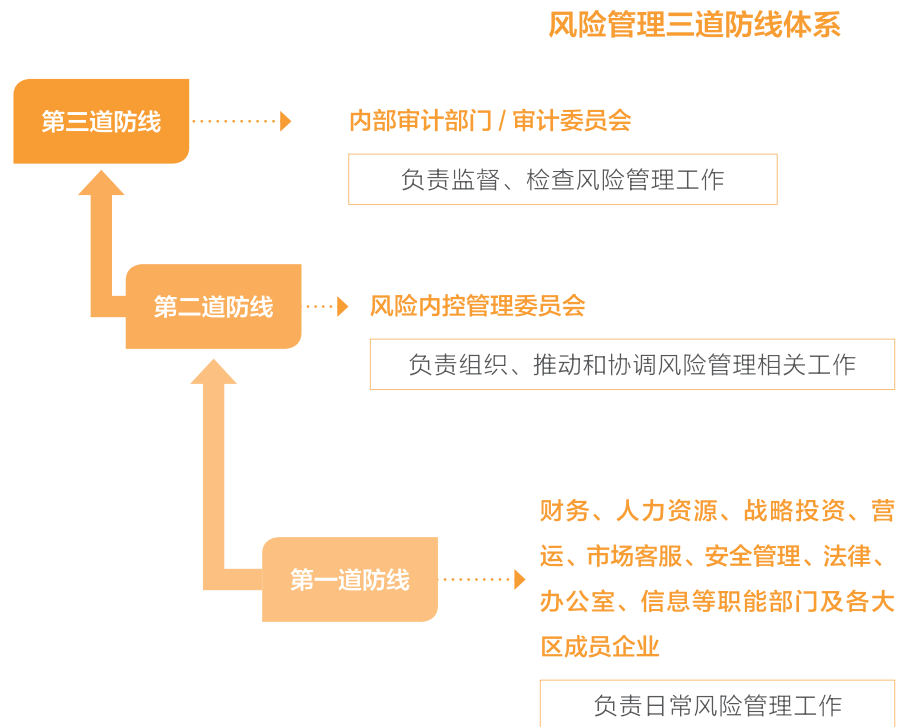 风险管理三道防线体系
第三道防线
内部审计部门 / 审计委员会
负责监督、检查风险管理工作
第二道防线
风险内控管理委员会
负责组织、推动和协调风险管理相关工作
第一道防线
财务、人力资源、战略投资、营
运、市场客服、安全管理、法律、
办公室、信息等职能部门及各大
区成员企业
负责日常风险管理工作